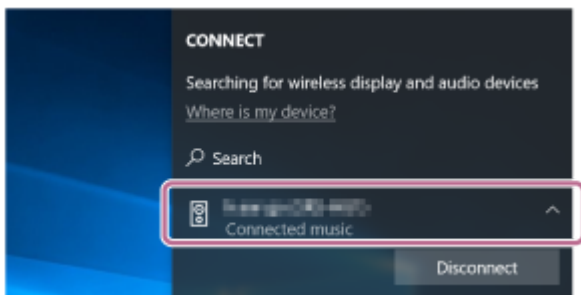 CONNECT
Searching for wireless display and audio devices
Where is my device?
Search
Connected music
Disconnect